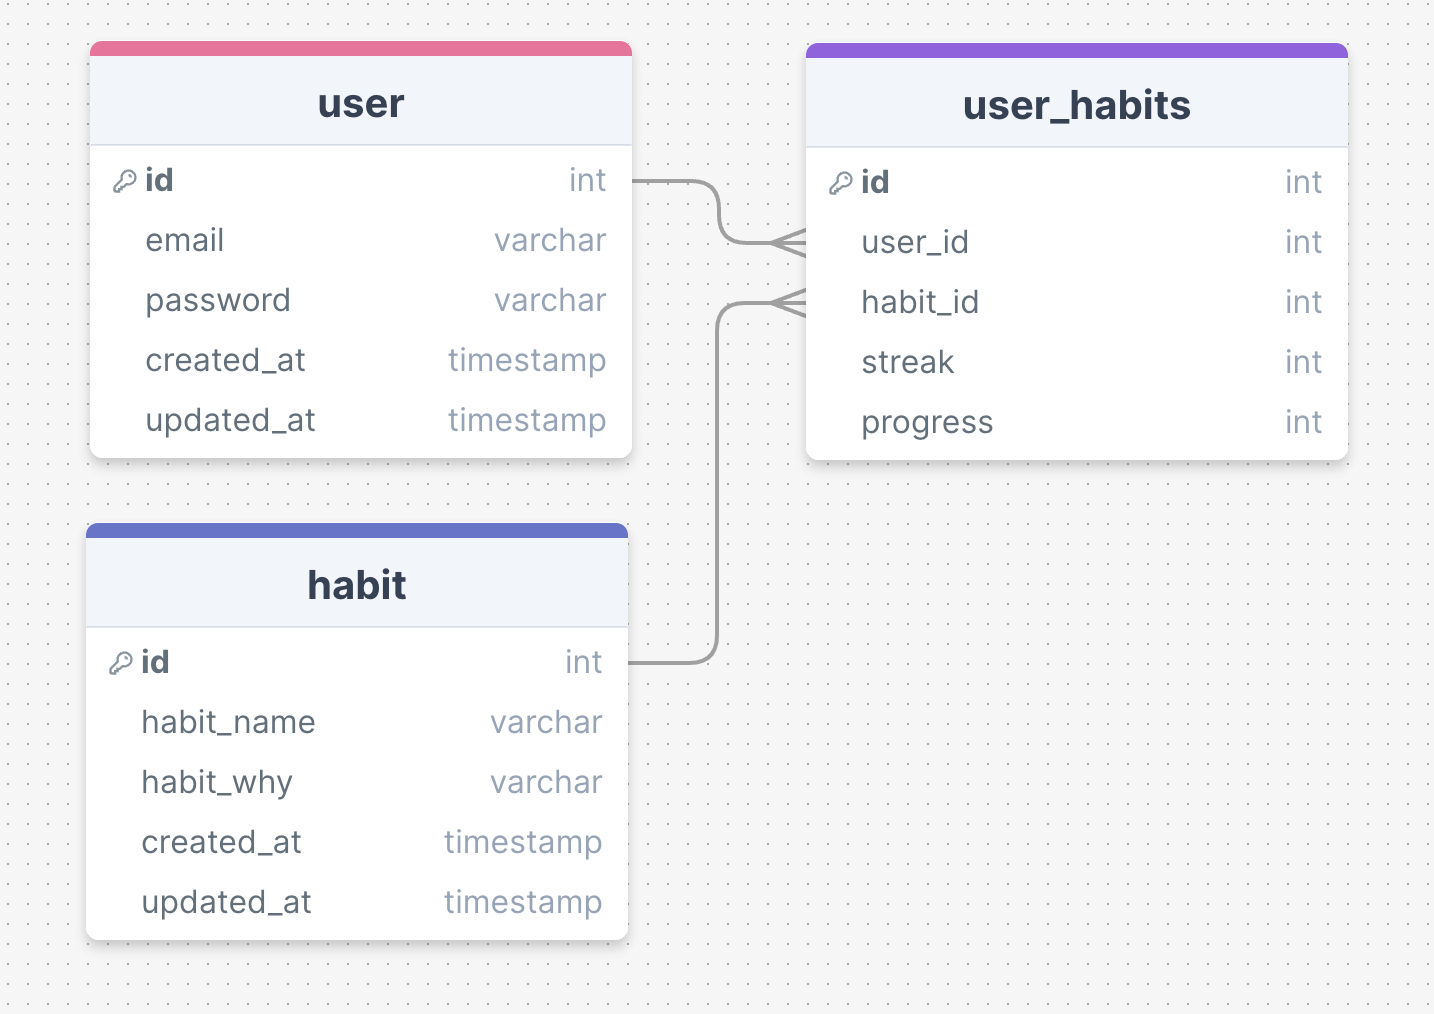 user
id int
email varchar
password varchar
created_at timestamp
updated_at timestamp
user_habits
id int
user_id int
habit_id int
streak int
progress int
habit
id int
habit_name varchar
habit_why varchar
created_at timestamp
updated_at timestamp